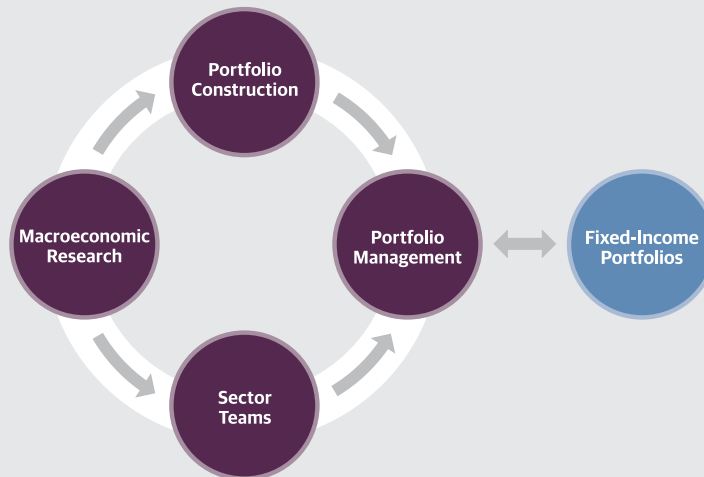 Portfolio
Construction
Macroeconomic
Research
Portfolio
Management
Fixed-Income
Portfolios
Sector
Teams